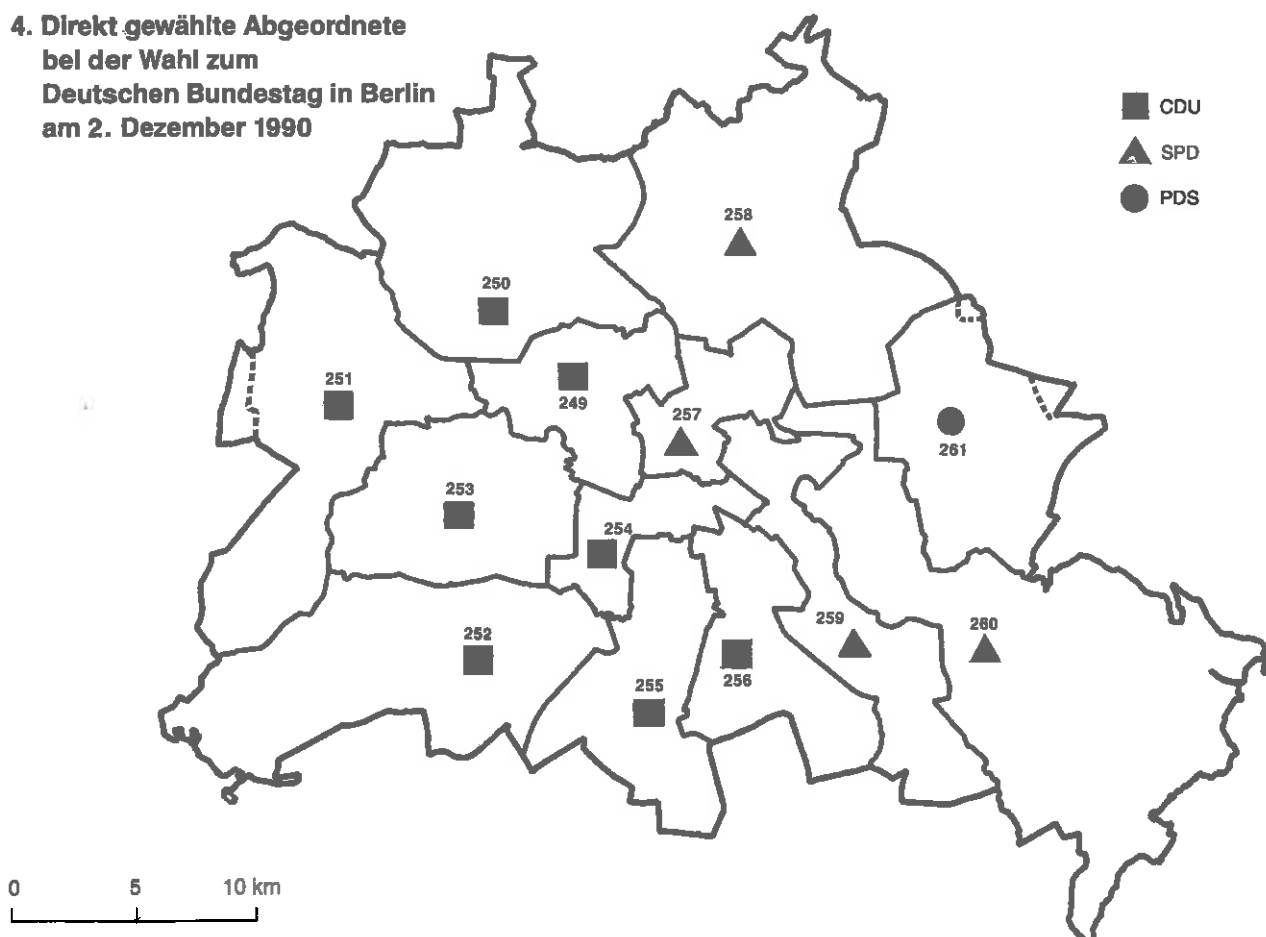 4. Direkt gewählte Abgeordnete
bei der Wahl zum
Deutschen Bundestag in Berlin
am 2. Dezember 1990
CDU
SPD
PDS
258
250
251
249
257
261
253
254
259
260
252
256
255
0 5 10 km